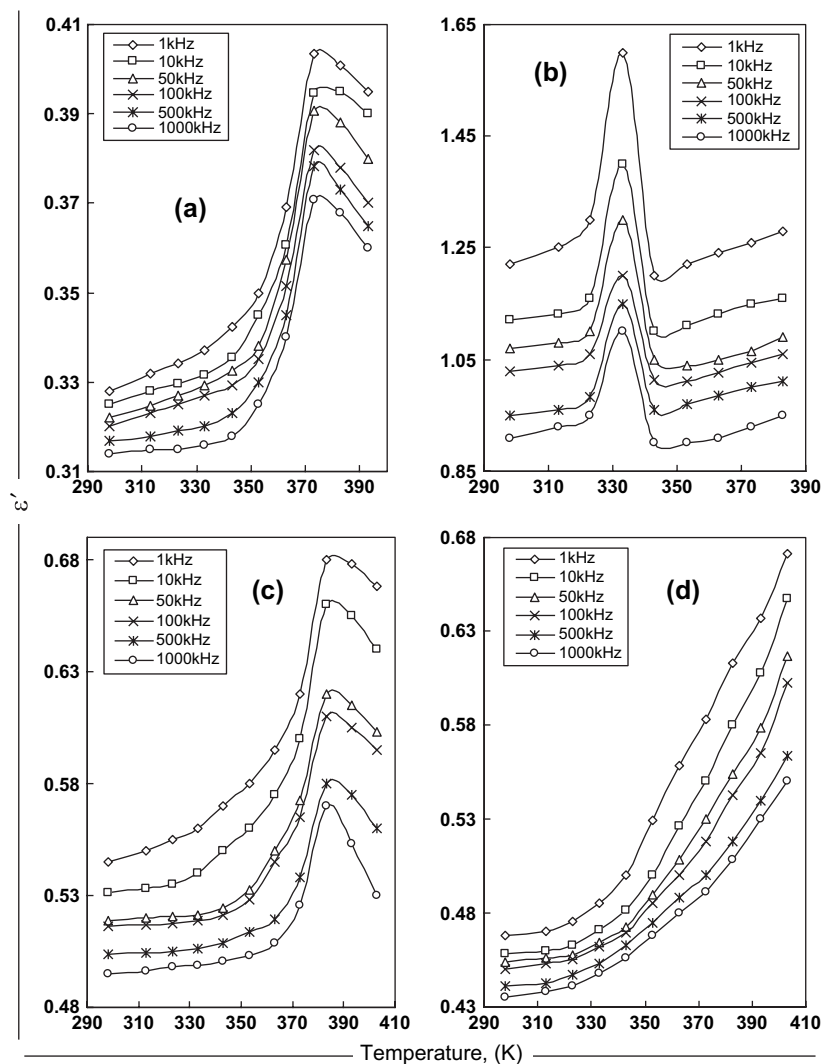 0.41
0.39
0.37
0.35
0.33
0.31
290 310 330 350 370 390
1kHz
10kHz
50kHz
100kHz
500kHz
1000kHz
(a)
1.65
1.45
1.25
1.05
0.85
290 310 330 350 370 390
1kHz
10kHz
50kHz
100kHz
500kHz
1000kHz
(b)
ε′
0.68
0.63
0.58
0.53
0.48
290 310 330 350 370 390 410
1kHz
10kHz
50kHz
100kHz
500kHz
1000kHz
(c)
0.68
0.63
0.58
0.53
0.48
0.43
290 310 330 350 370 390 410
1kHz
10kHz
50kHz
100kHz
500kHz
1000kHz
(d)
Temperature, (K)